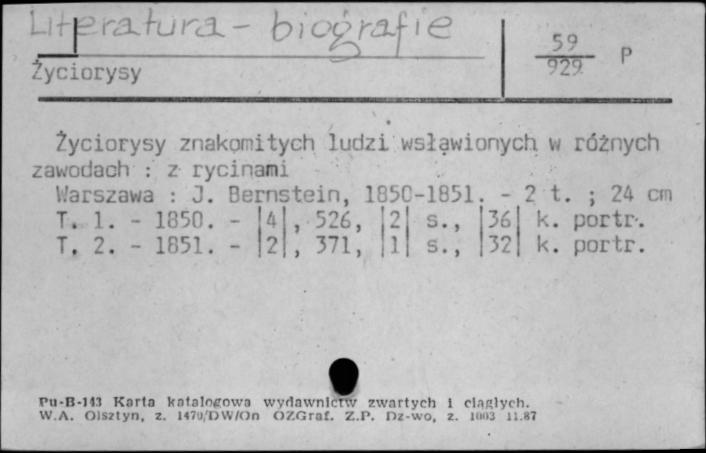 Literatura - biografie
59
929 P
Życiorysy
Życiorysy znakomitych ludzi wsławionych w różnych
zawodach : z rycinami
Warszawa : J. Bernstein, 1850-1851. - 2 t. ; 24 cm
T. 1. - 1850. - |4|, 526, |2| s., |36| k. portr.
T. 2. - 1851. - |2|, 371, |1| s., |32| k. portr.
Pu-B-143 Karta katalogowa wydawnictw zwartych i ciągłych.
W.A. Olsztyn, z. 1470/DW/On OZGraf. Z.P. Dz-wo, z. 1003 11.87